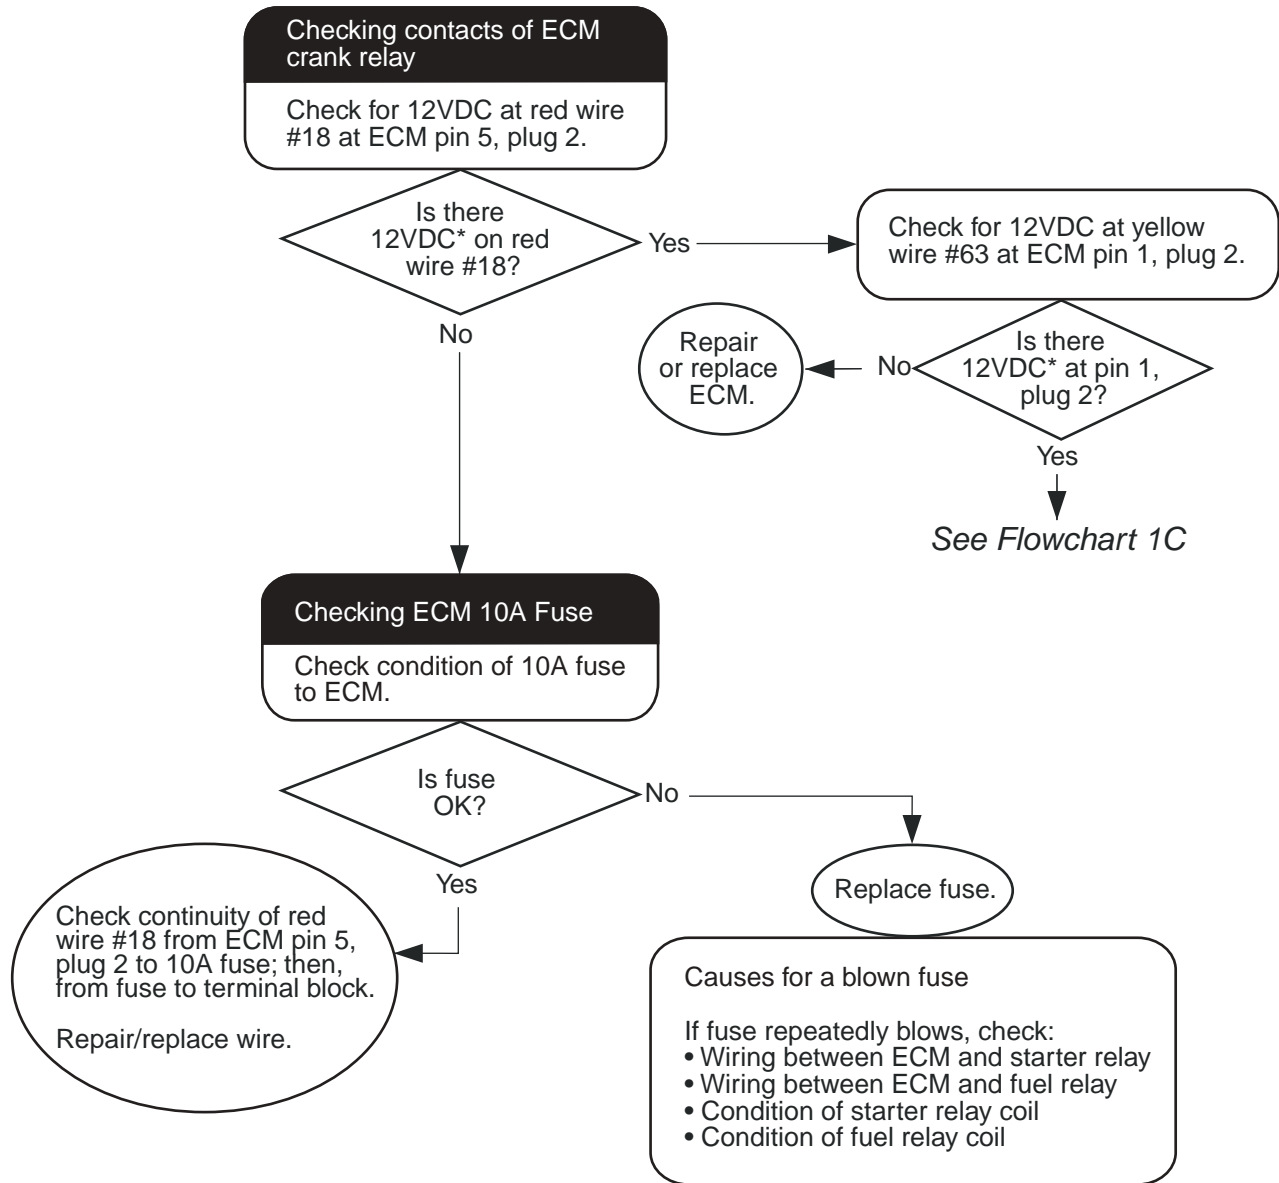 Checking contacts of ECM
crank relay
Check for 12VDC at red wire
#18 at ECM pin 5, plug 2.
Is there
12VDC* on red
wire #18?
Yes
Check for 12VDC at yellow
wire #63 at ECM pin 1, plug 2.
No
Repair
or replace
ECM.
No
Is there
12VDC* at pin 1,
plug 2?
Yes
See Flowchart 1C
Checking ECM 10A Fuse
Check condition of 10A fuse
to ECM.
Is fuse
OK?
No
Yes
Replace fuse.
Check continuity of red
wire #18 from ECM pin 5,
plug 2 to 10A fuse; then,
from fuse to terminal block.
Repair/replace wire.
Causes for a blown fuse
If fuse repeatedly blows, check:
• Wiring between ECM and starter relay
• Wiring between ECM and fuel relay
• Condition of starter relay coil
• Condition of fuel relay coil